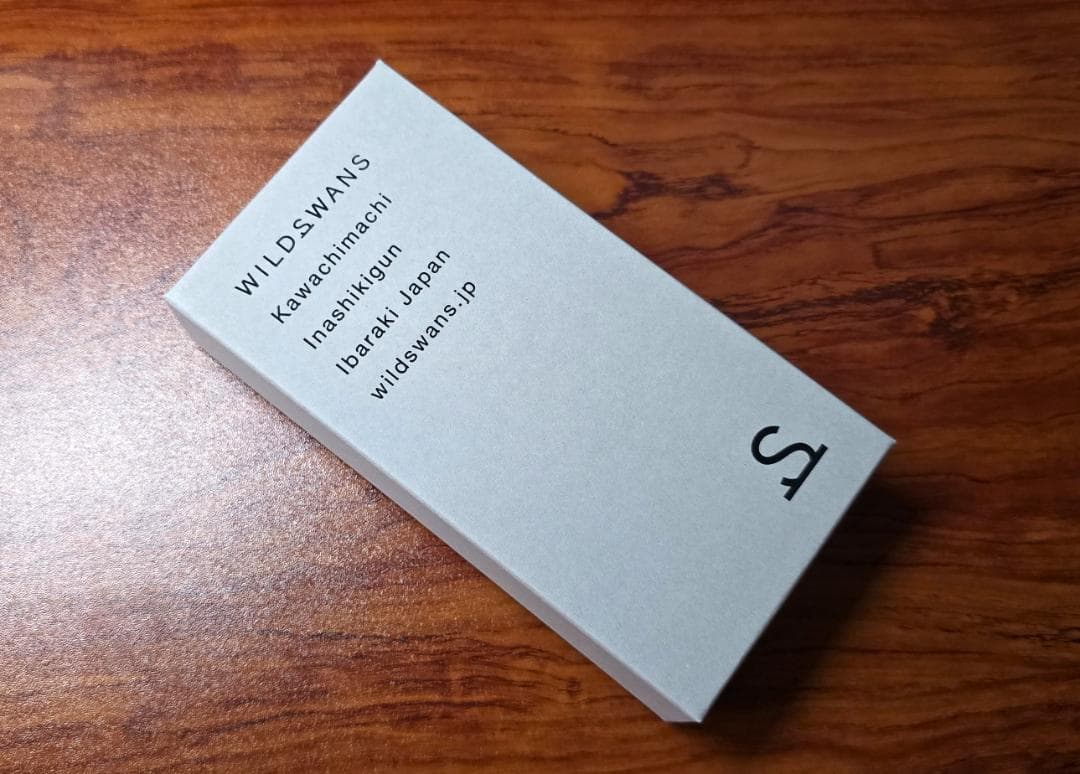 WILDSWANS
Kawachimachi
Inashikigun
Ibaraki Japan
wildswans.jp
S